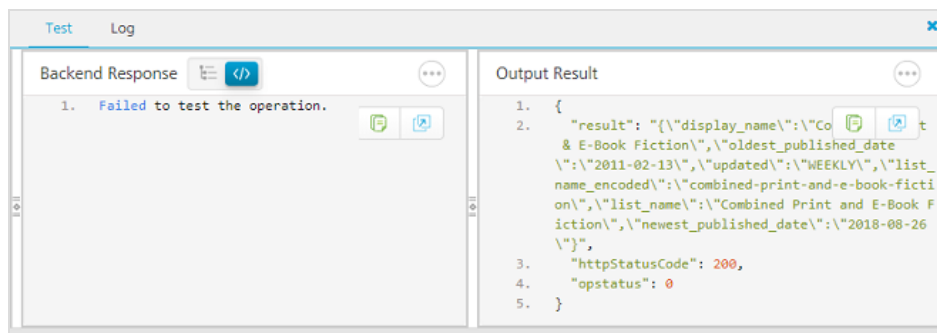 Test Log
Backend Response
Output Result
1. Failed to test the operation.
1. {
2. "result": "{\"display_name\":\"Co t
& E-Book Fiction\",\"oldest_published_date
\":\"2011-02-13\",\"updated\":\"WEEKLY\",\"list_
name_encoded\":\"combined-print-and-e-book-ficti
on\",\"list_name\":\"Combined Print and E-Book F
iction\",\"newest_published_date\":\"2018-08-26
\"}",
3. "httpStatusCode": 200,
4. "opstatus": 0
5. }